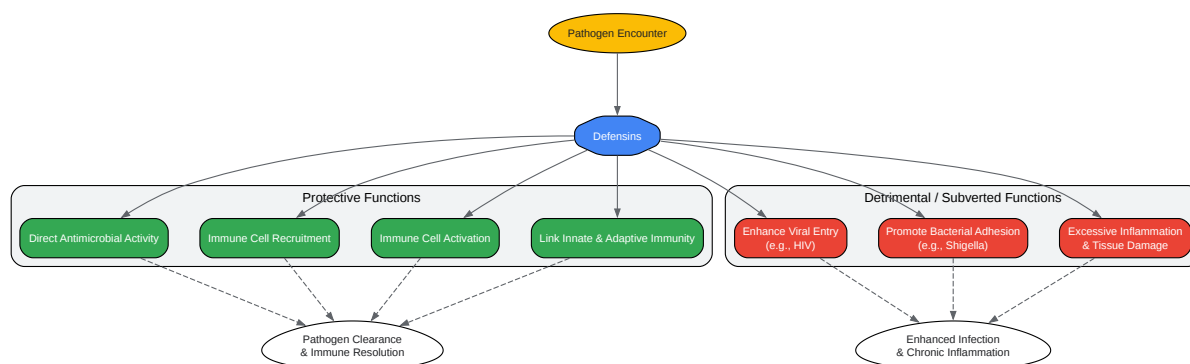 Pathogen Encounter
Defensins
Protective Functions
Detrimental / Subverted Functions
Direct Antimicrobial Activity
Immune Cell Recruitment
Immune Cell Activation
Link Innate & Adaptive Immunity
Enhance Viral Entry
(e.g., HIV)
Promote Bacterial Adhesion
(e.g., Shigella)
Excessive Inflammation
& Tissue Damage
Pathogen Clearance
& Immune Resolution
Enhanced Infection
& Chronic Inflammation